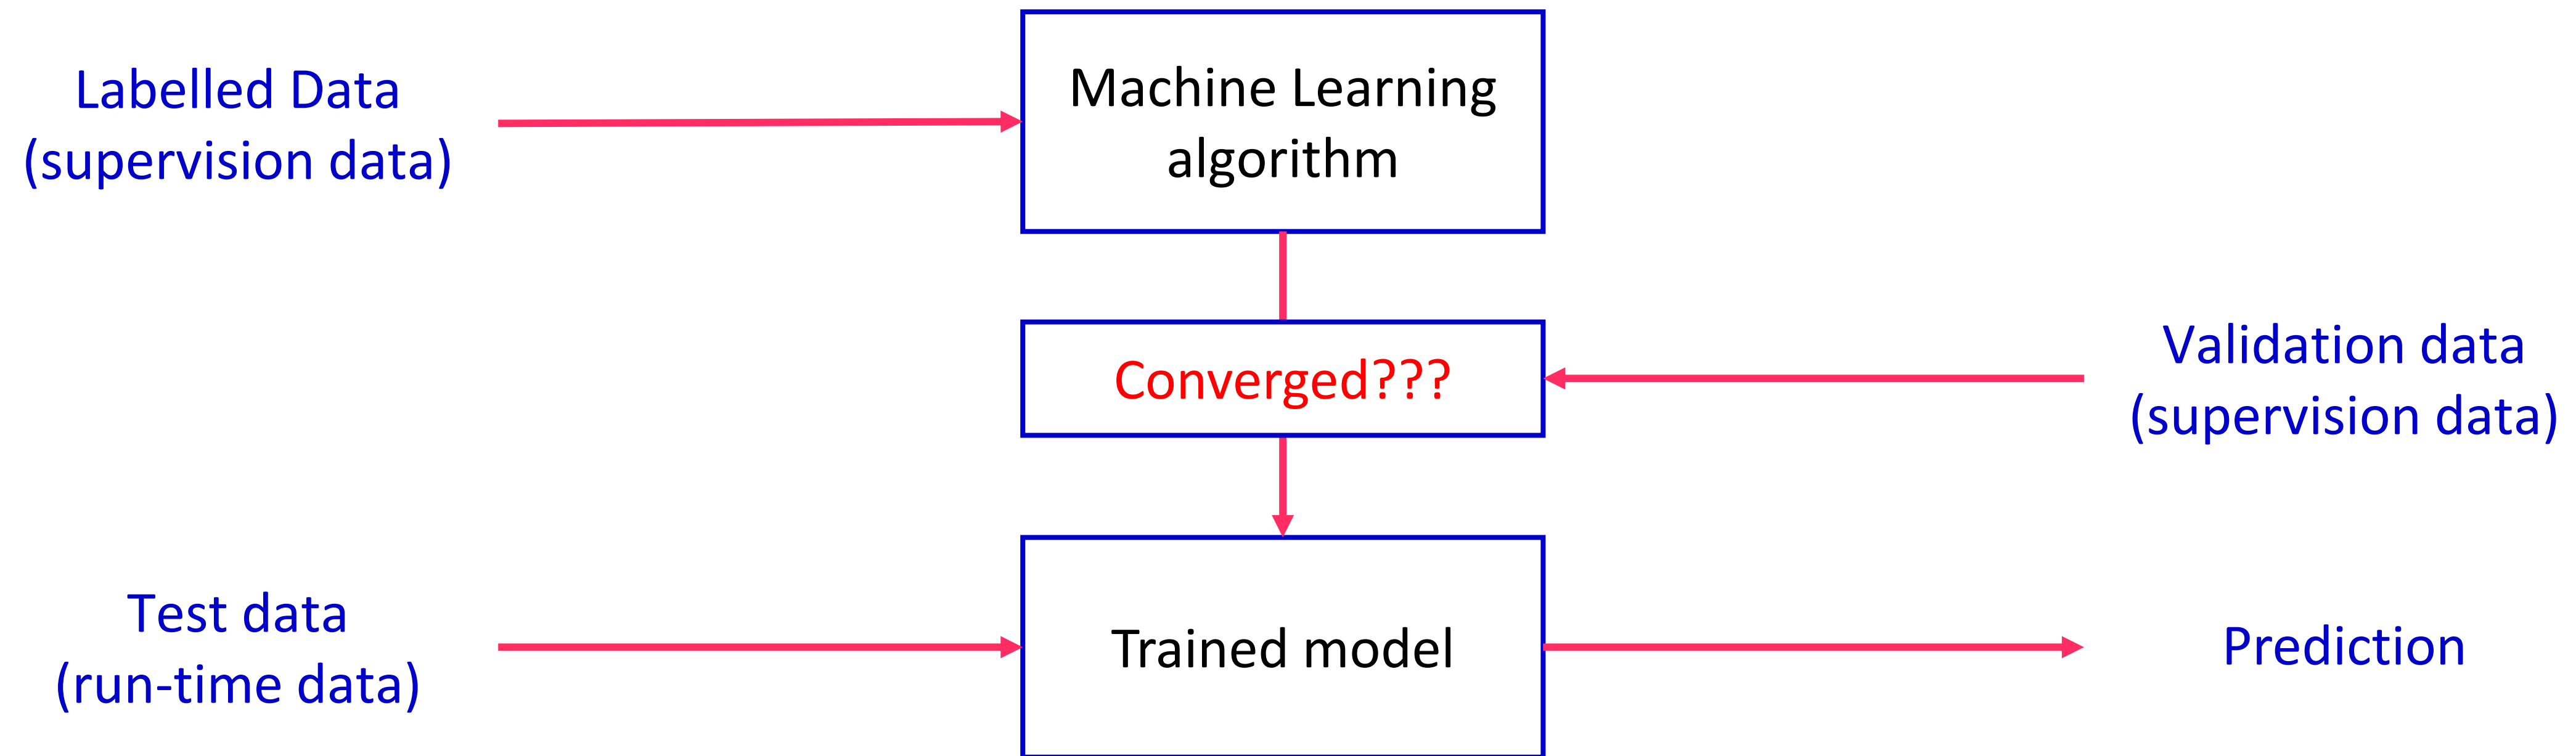 Labelled Data
(supervision data)
Machine Learning
algorithm
Converged???
Validation data
(supervision data)
Test data
(run-time data)
Trained model
Prediction